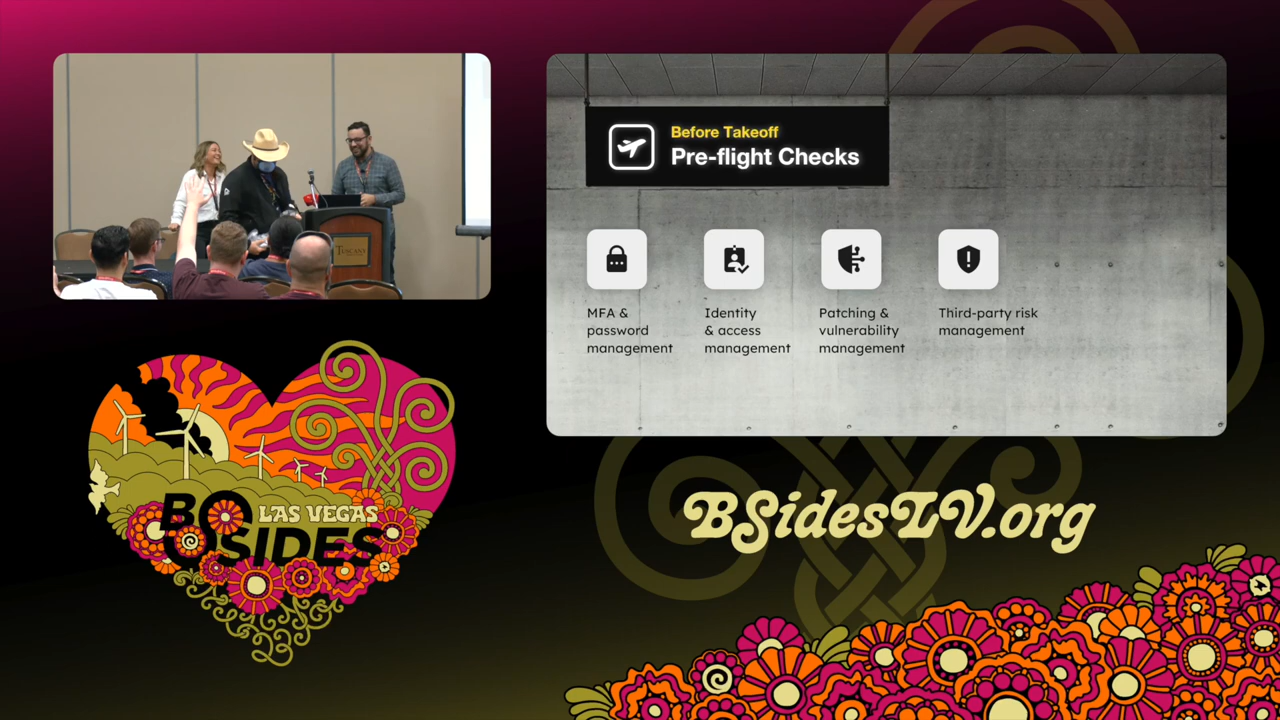 TUSCANY
Before Takeoff
Pre-flight Checks
MFA &
password
management
Identity
& access
management
Patching &
vulnerability
management
Third-party risk
management
LAS VEGAS
BSIDES
BSidesLV.org